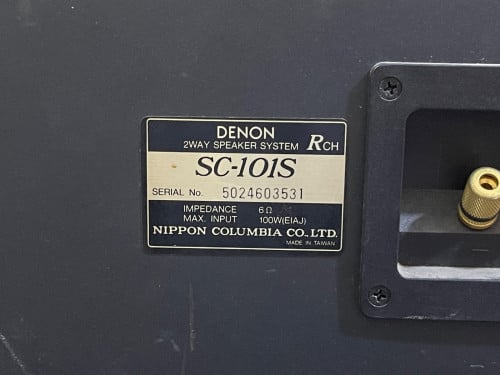 DENON
2WAY SPEAKER SYSTEM RCH
SC-101S
SERIAL No. 5024603531
IMPEDANCE 6Ω
MAX. INPUT 100W(EIAJ)
NIPPON COLUMBIA CO., LTD.
MADE IN TAIWAN